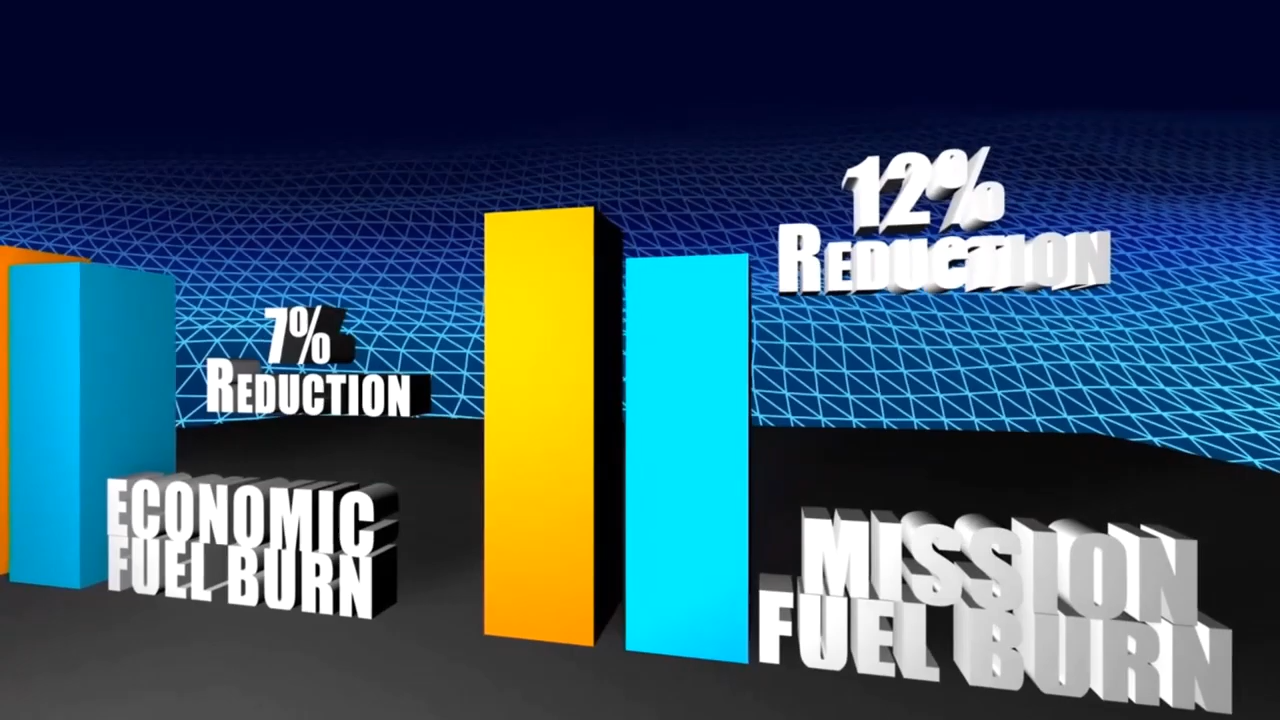 7%
REDUCTION
ECONOMIC
FUEL BURN
12%
REDUCTION
MISSION
FUEL BURN